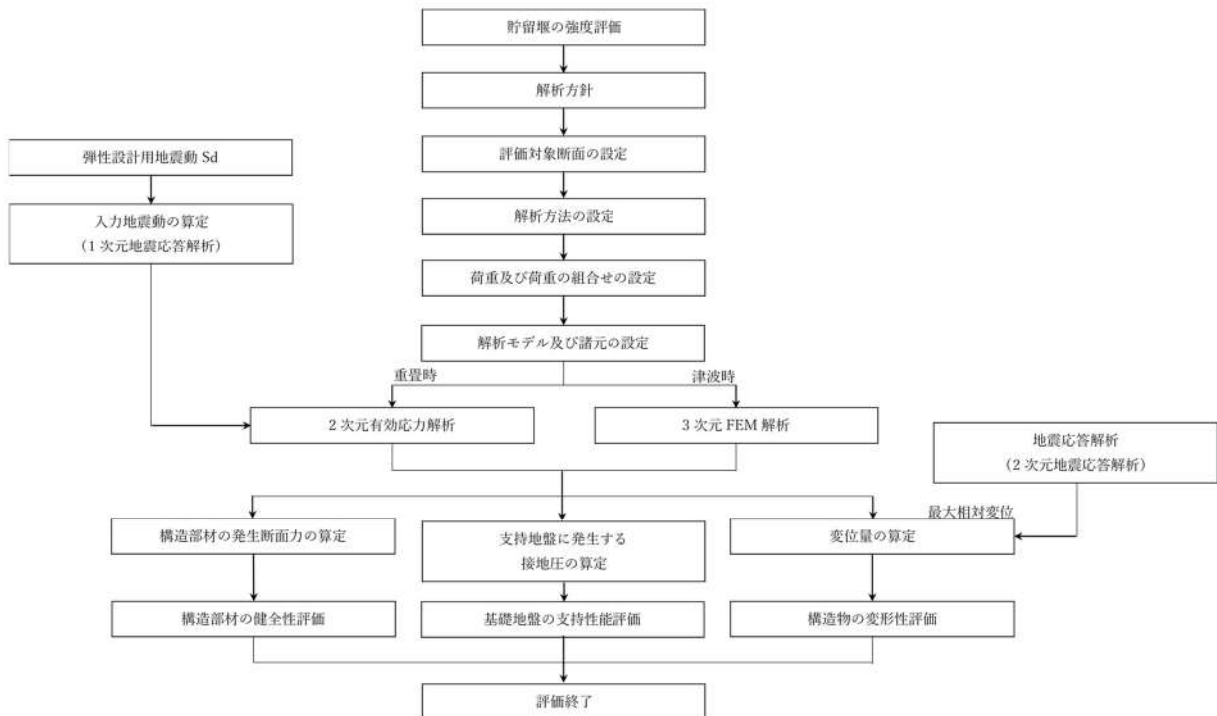 貯留堰の強度評価
解析方針
評価対象断面の設定
弾性設計用地震動 Sd
解析方法の設定
入力地震動の算定
（1 次元地震応答解析）
荷重及び荷重の組合せの設定
解析モデル及び諸元の設定
重畳時
津波時
2 次元有効応力解析
3 次元 FEM 解析
地震応答解析
（2 次元地震応答解析）
最大相対変位
構造部材の発生断面力の算定
支持地盤に発生する
接地圧の算定
変位量の算定
構造部材の健全性評価
基礎地盤の支持性能評価
構造物の変形性評価
評価終了